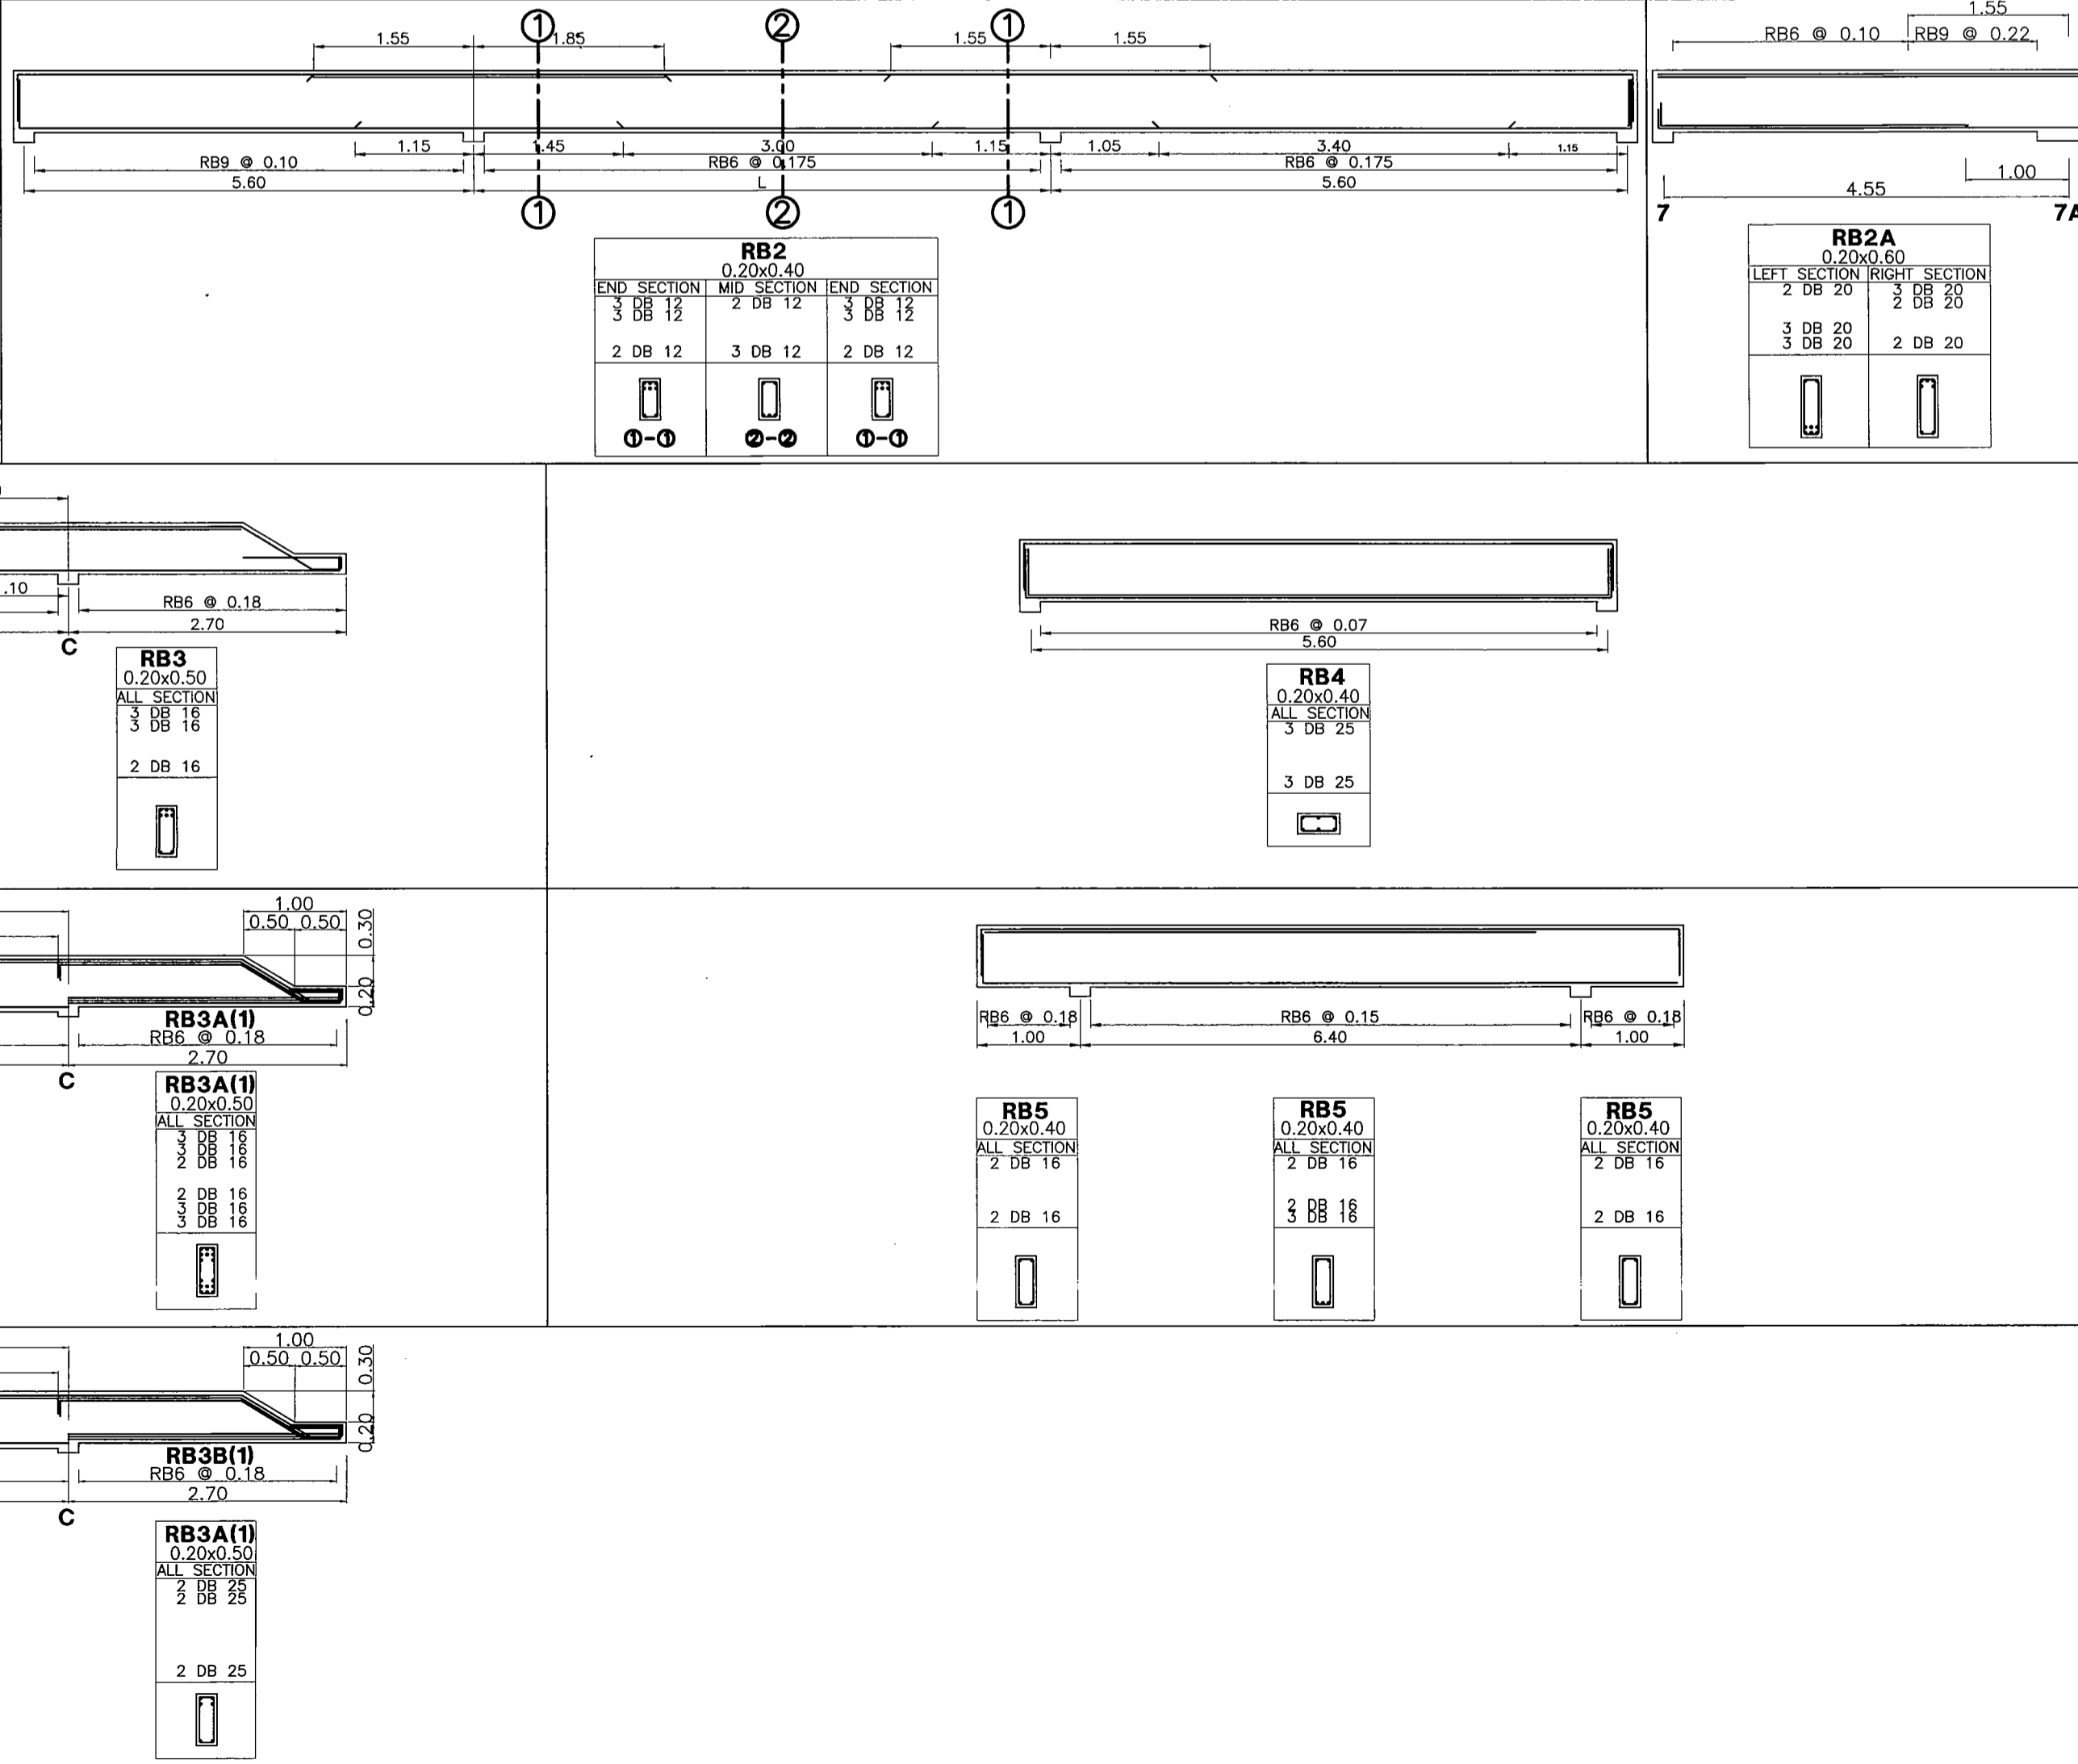 ① ② ①
1.55 1.85 1.55 1.55
1.15 1.45 3.00 1.15 1.05 3.40 1.15
RB9 @ 0.10 RB6 @ 0.175 RB6 @ 0.175
5.60 L 5.60
① ② ①
RB2
0.20x0.40
END SECTION MID SECTION END SECTION
3 DB 12 2 DB 12 3 DB 12
3 DB 12 3 DB 12
2 DB 12 3 DB 12 2 DB 12
①-① ②-② ①-①
1.55
RB6 @ 0.10 RB9 @ 0.22
1.00
4.55
7 7A
RB2A
0.20x0.60
LEFT SECTION RIGHT SECTION
2 DB 20 3 DB 20
2 DB 20
3 DB 20
3 DB 20 2 DB 20
.10
RB6 @ 0.18
2.70
C
RB3
0.20x0.50
ALL SECTION
3 DB 16
3 DB 16
2 DB 16
RB6 @ 0.07
5.60
RB4
0.20x0.40
ALL SECTION
3 DB 25
3 DB 25
1.00
0.50 0.50
0.30
0.20
RB3A(1)
RB6 @ 0.18
2.70
C
RB3A(1)
0.20x0.50
ALL SECTION
3 DB 16
3 DB 16
2 DB 16
2 DB 16
3 DB 16
3 DB 16
RB6 @ 0.18 RB6 @ 0.15 RB6 @ 0.18
1.00 6.40 1.00
RB5
0.20x0.40
ALL SECTION
2 DB 16
2 DB 16
RB5
0.20x0.40
ALL SECTION
2 DB 16
2 DB 16
3 DB 16
RB5
0.20x0.40
ALL SECTION
2 DB 16
2 DB 16
1.00
0.50 0.50
0.30
0.20
RB3B(1)
RB6 @ 0.18
2.70
C
RB3A(1)
0.20x0.50
ALL SECTION
2 DB 25
2 DB 25
2 DB 25